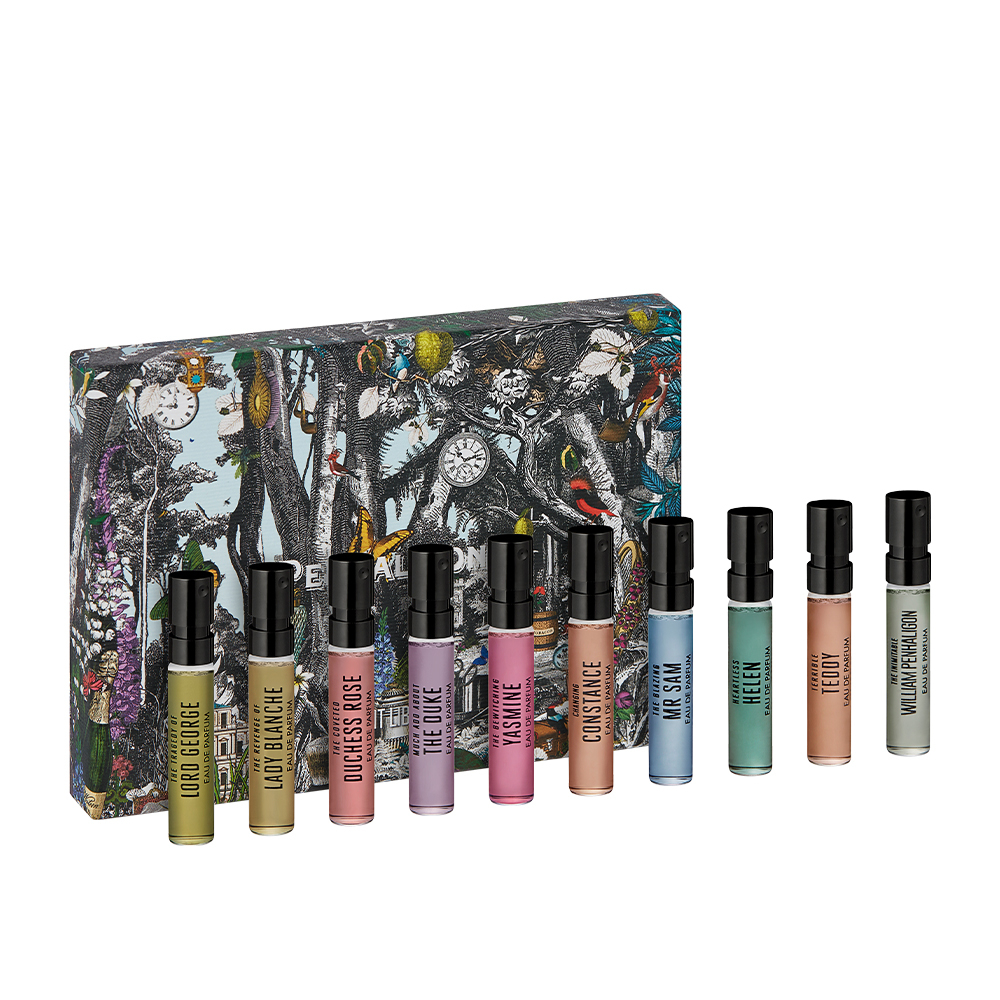 THE TRAGEDY OF
LORD GEORGE
EAU DE PARFUM
THE REVENGE OF
LADY BLANCHE
EAU DE PARFUM
THE COVETED
DUCHESS ROSE
EAU DE PARFUM
MUCH ADO ABOUT
THE DUKE
EAU DE PARFUM
THE BEWITCHING
YASMINE
EAU DE PARFUM
CHANGING
CONSTANCE
EAU DE PARFUM
THE BLAZING
MR SAM
EAU DE PARFUM
HEARTLESS
HELEN
EAU DE PARFUM
TERRIBLE
TEDDY
EAU DE PARFUM
THE INIMITABLE
WILLIAM PENHALIGON
EAU DE PARFUM